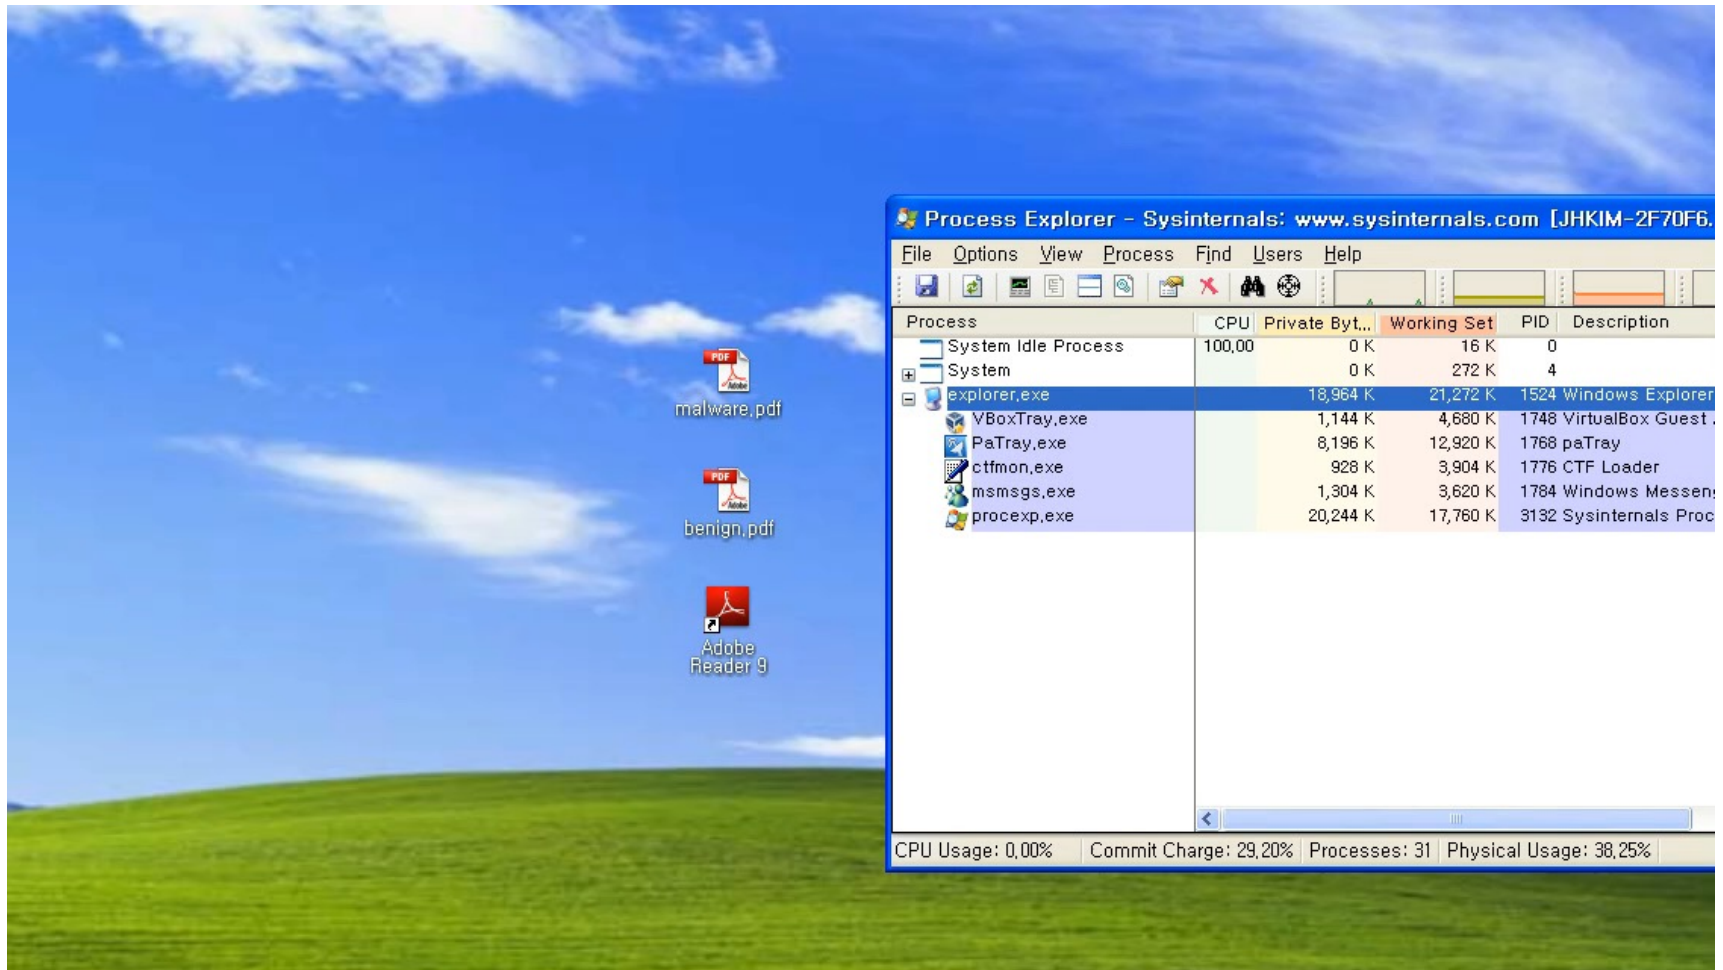 PDF
Adobe
malware.pdf
PDF
Adobe
benign.pdf
Adobe
Reader 9
Process Explorer - Sysinternals: www.sysinternals.com [JHKIM-2F70F6.
File Options View Process Find Users Help
Process CPU Private Byt... Working Set PID Description
System Idle Process 100,00 0 K 16 K 0
System 0 K 272 K 4
explorer,exe 18,964 K 21,272 K 1524 Windows Explorer
VBoxTray,exe 1,144 K 4,680 K 1748 VirtualBox Guest .
PaTray,exe 8,196 K 12,920 K 1768 paTray
ctfmon,exe 928 K 3,904 K 1776 CTF Loader
msmsgs,exe 1,304 K 3,620 K 1784 Windows Messen
procexp,exe 20,244 K 17,760 K 3132 Sysinternals Proc
CPU Usage: 0,00% Commit Charge: 29,20% Processes: 31 Physical Usage: 38,25%